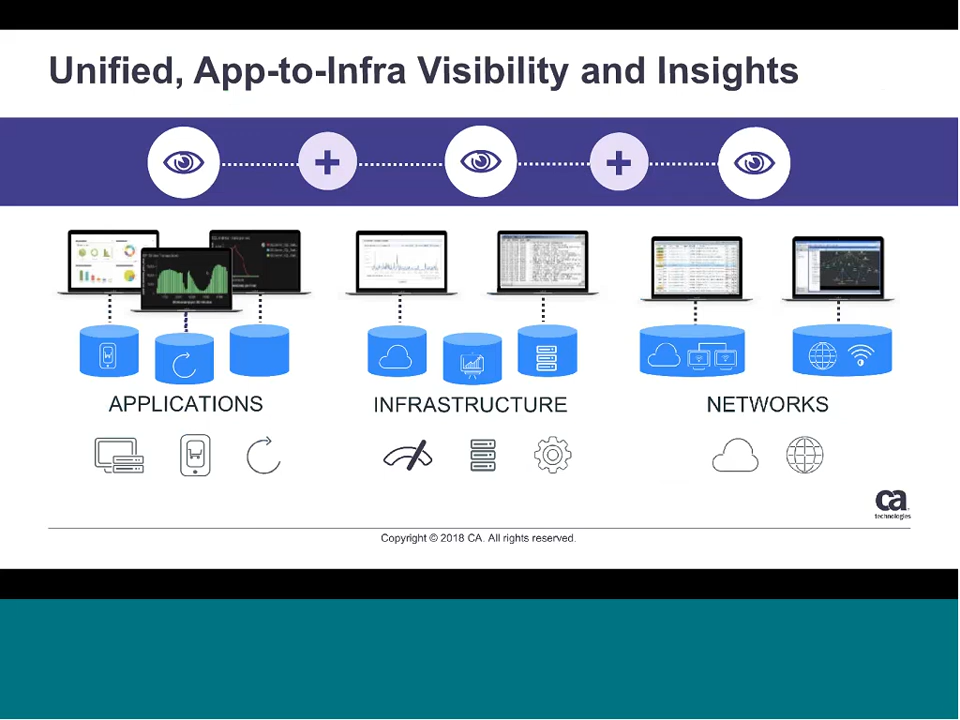 Unified, App-to-Infra Visibility and Insights
APPLICATIONS
INFRASTRUCTURE
NETWORKS
ca
technologies
Copyright © 2018 CA. All rights reserved.